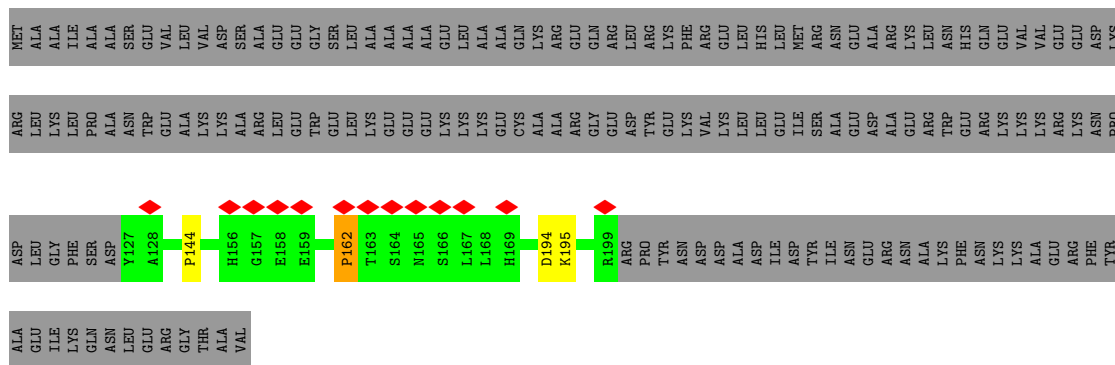 MET ALA ALA ILE ALA ALA SER GLU VAL LEU VAL ASP SER ALA GLU GLU GLY SER LEU ALA ALA ALA ALA GLU LEU ALA ALA GLN LYS ARG GLU GLN ARG LEU ARG LYS PHE ARG GLU LEU HIS LEU MET ARG ASN GLU ALA ARG LYS LEU ASN HIS GLN GLU VAL VAL GLU GLU ASP LYS
ARG LEU LYS LEU PRO ALA ASN TRP GLU ALA LYS LYS ALA ARG LEU GLU TRP GLU LEU LYS GLU GLU GLU LYS LYS LYS GLU CYS ALA ALA ARG GLY GLU ASP TYR GLU LYS VAL LYS LEU LEU GLU ILE SER ALA GLU ASP ALA GLU ARG TRP GLU ARG LYS LYS LYS ARG LYS ASN PRO
ASP LEU GLY PHE SER ASP Y127 A128 P144 H156 G157 E158 E159 P162 T163 S164 N165 S166 L167 L168 H169 D194 K195 R199 ARG PRO TYR ASN ASP ASP ALA ASP ILE ASP TYR ILE ASN GLU ARG ASN ALA LYS PHE ASN LYS LYS ALA GLU ARG PHE TYR
ALA GLU ILE LYS GLN ASN LEU GLU ARG GLY THR ALA VAL